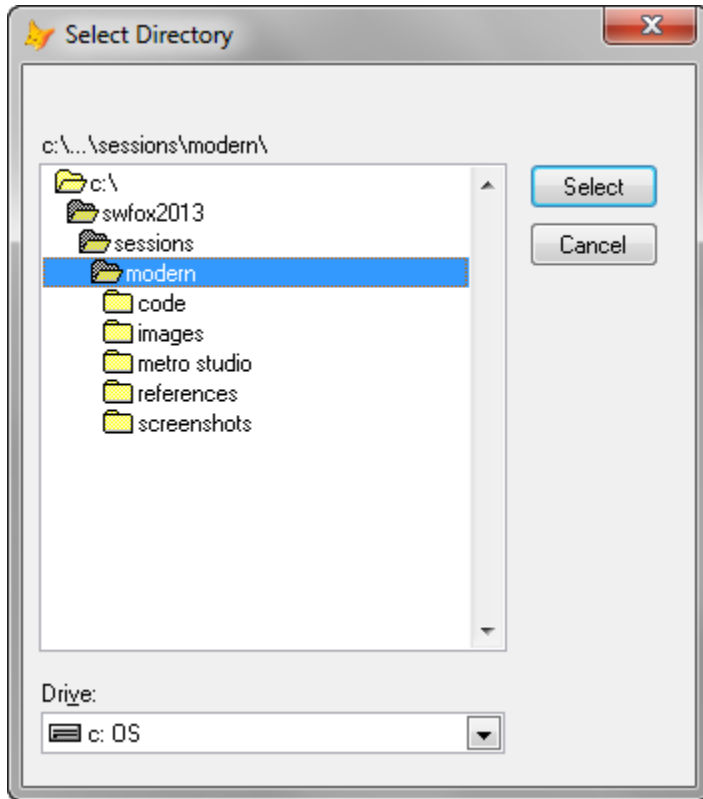 Select Directory
c:\...\sessions\modern\
c:\
Select
swfox2013
sessions
Cancel
modern
code
images
metro studio
references
screenshots
Drive:
c: OS